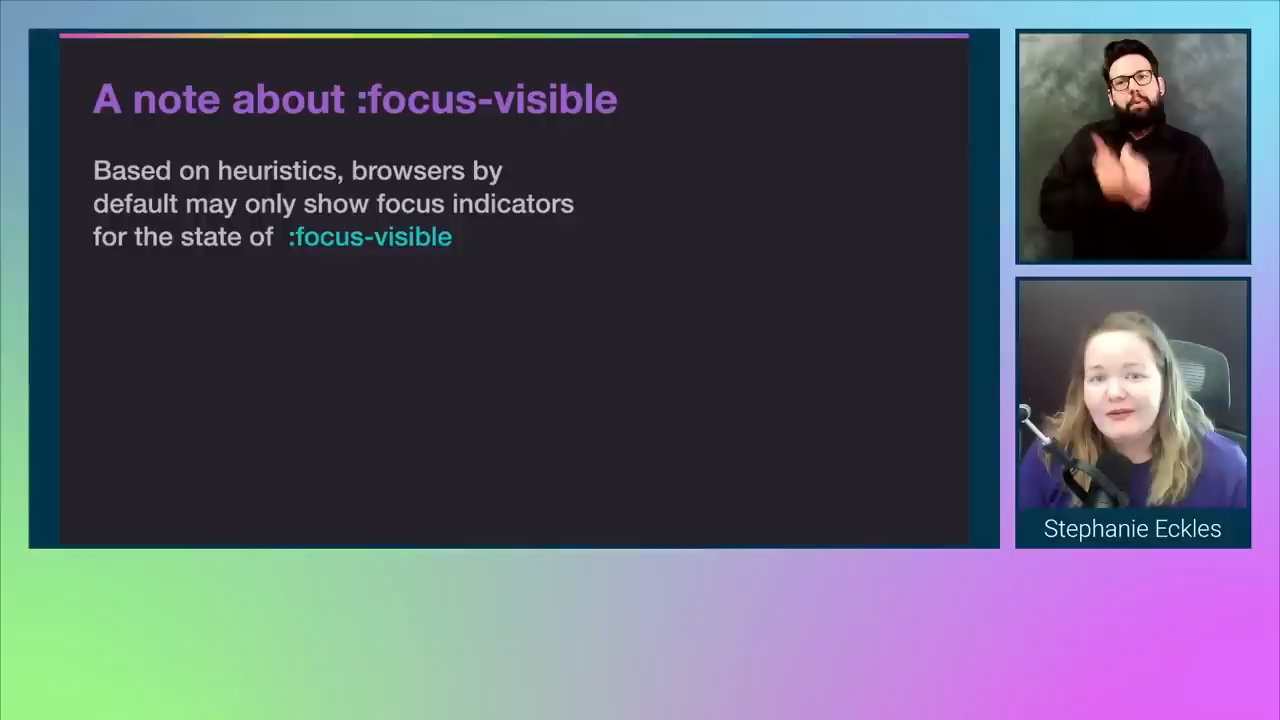 A note about :focus-visible
Based on heuristics, browsers by
default may only show focus indicators
for the state of :focus-visible
Stephanie Eckles